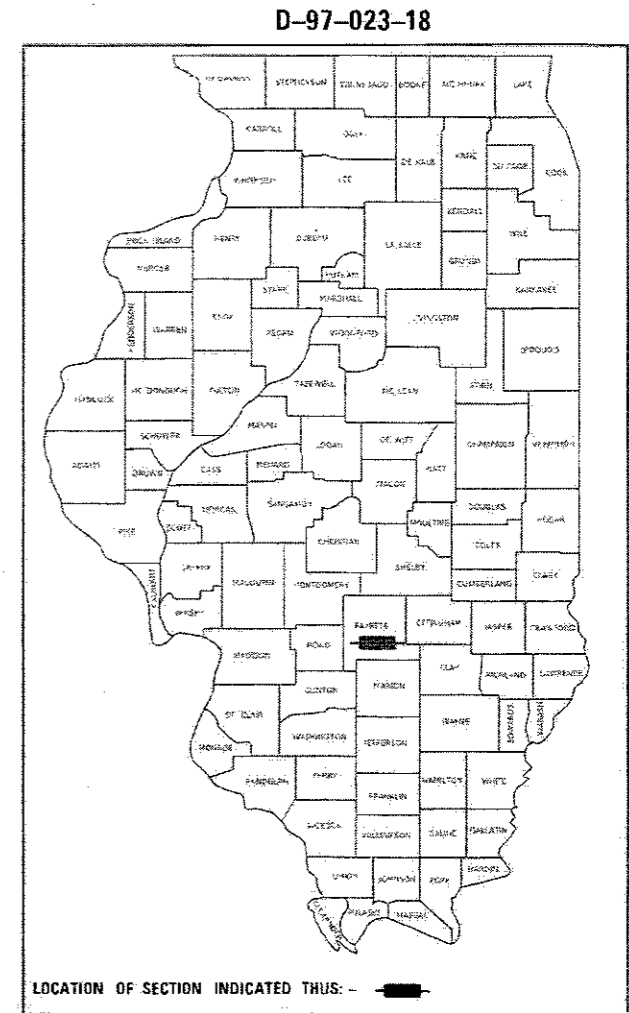 D-97-023-18
STEPHENSON WINNEBAGO BOONE MC HENRY LAKE
CARROLL OGLE
DE KALB KANE COOK
LEE
KENDALL
ROCK ISLAND HENRY BUREAU LA SALLE WILL
MERCER GRUNDY
PUTNAM
STARK KANKAKEE
MARSHALL
HENDERSON WARREN KNOX LIVINGSTON
PEORIA WOODFORD IROQUOIS
HANCOCK MC DONOUGH FULTON TAZEWELL MC LEAN
MASON
SCHUYLER LOGAN DE WITT CHAMPAIGN VERMILION
ADAMS BROWN CASS MENARD PIATT
MACON
MORGAN SANGAMON DOUGLAS
PIKE SCOTT MOULTRIE EDGAR
CHRISTIAN COLES
GREENE SHELBY
MACOUPIN MONTGOMERY CUMBERLAND CLARK
CALHOUN
JERSEY FAYETTE EFFINGHAM JASPER CRAWFORD
MADISON BOND
CLAY RICHLAND LAWRENCE
CLINTON MARION
ST. CLAIR WAYNE EDWARDS WABASH
WASHINGTON JEFFERSON
MONROE
RANDOLPH PERRY HAMILTON WHITE
FRANKLIN
JACKSON WILLIAMSON SALINE GALLATIN
UNION JOHNSON POPE HARDIN
ALEXANDER PULASKI MASSAC
LOCATION OF SECTION INDICATED THUS: -